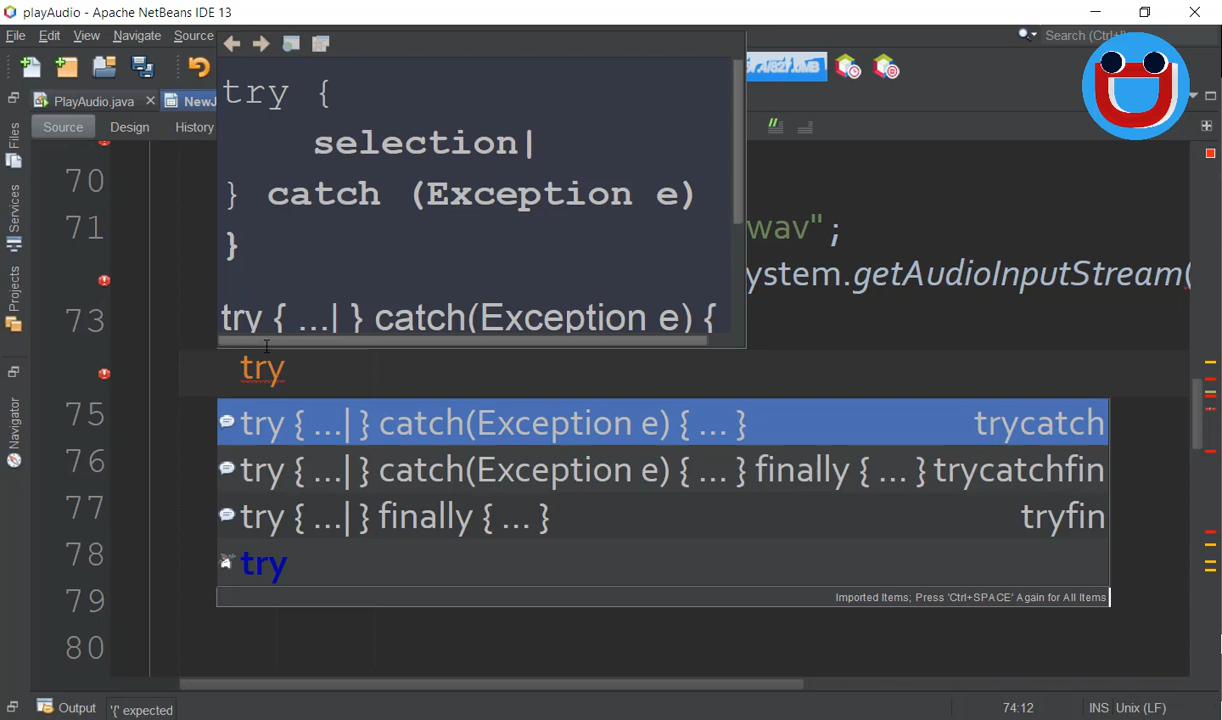 playAudio - Apache NetBeans IDE 13
File Edit View Navigate Source
Search (Ctrl+I)
PlayAudio.java
NewJ
Source Design History
try {
selection|
} catch (Exception e)
}
try { ...| } catch(Exception e) {
70
71
wav";
ystem.getAudioInputStream(
73
try
try { ...| } catch(Exception e) { ... } trycatch
try { ...| } catch(Exception e) { ... } finally { ... } trycatchfin
try { ...| } finally { ... } tryfin
try
Imported Items; Press 'Ctrl+SPACE' Again for All Items
75
76
77
78
79
80
Files
Services
Projects
Navigator
Output
'{' expected
74:12
INS Unix (LF)